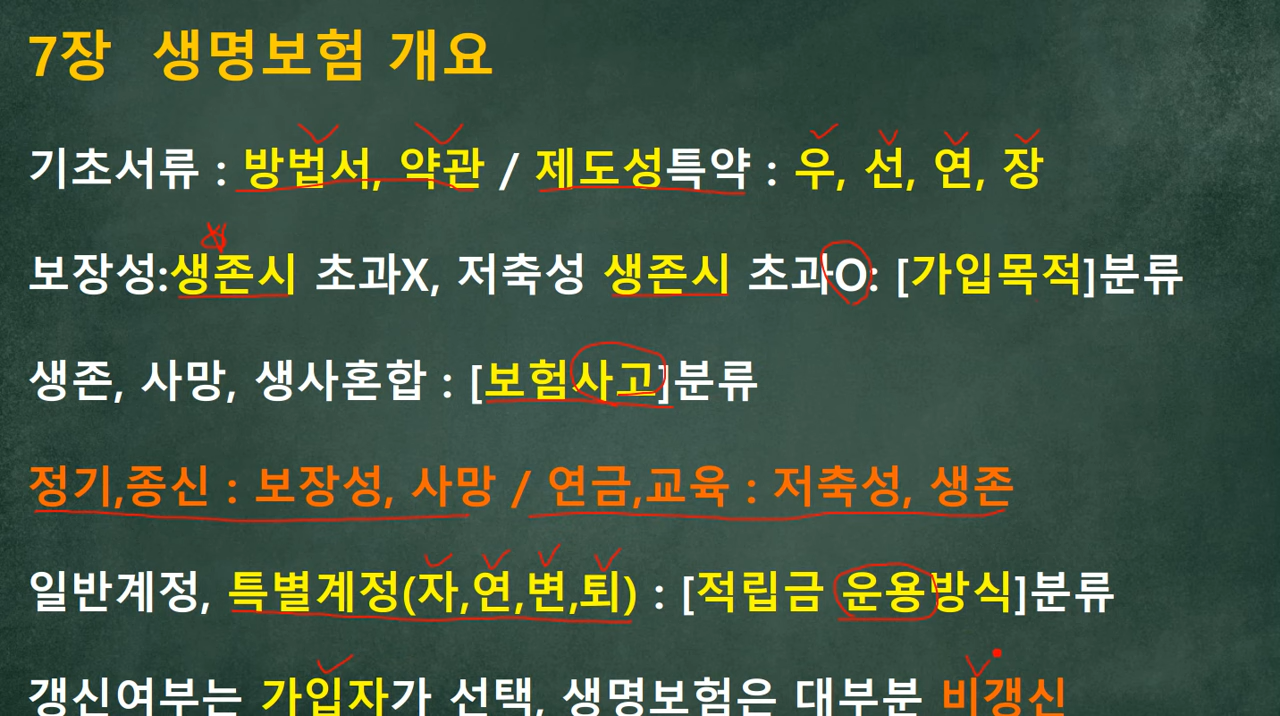 7장 생명보험 개요
기초서류 : 방법서, 약관 / 제도성특약 : 우, 선, 연, 장
보장성:생존시 초과X, 저축성 생존시 초과O: [가입목적]분류
생존, 사망, 생사혼합 : [보험사고]분류
정기,종신 : 보장성, 사망 / 연금,교육 : 저축성, 생존
일반계정, 특별계정(자,연,변,퇴) : [적립금 운용방식]분류
갱신여부는 가입자가 선택, 생명보험은 대부분 비갱신